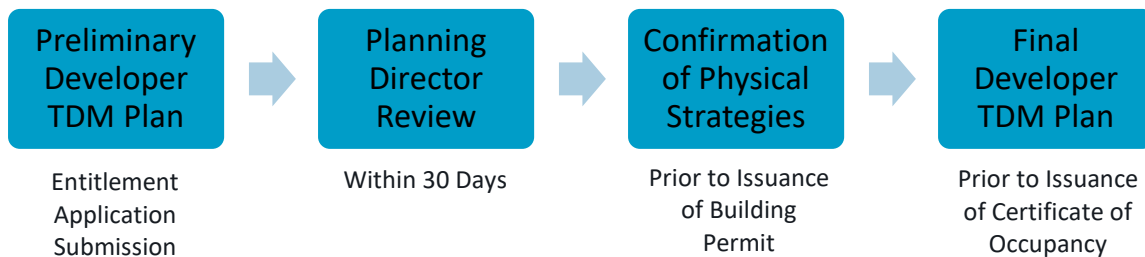 Preliminary
Developer
TDM Plan
Entitlement
Application
Submission
Planning
Director
Review
Within 30 Days
Confirmation
of Physical
Strategies
Prior to Issuance
of Building
Permit
Final
Developer
TDM Plan
Prior to Issuance
of Certificate of
Occupancy